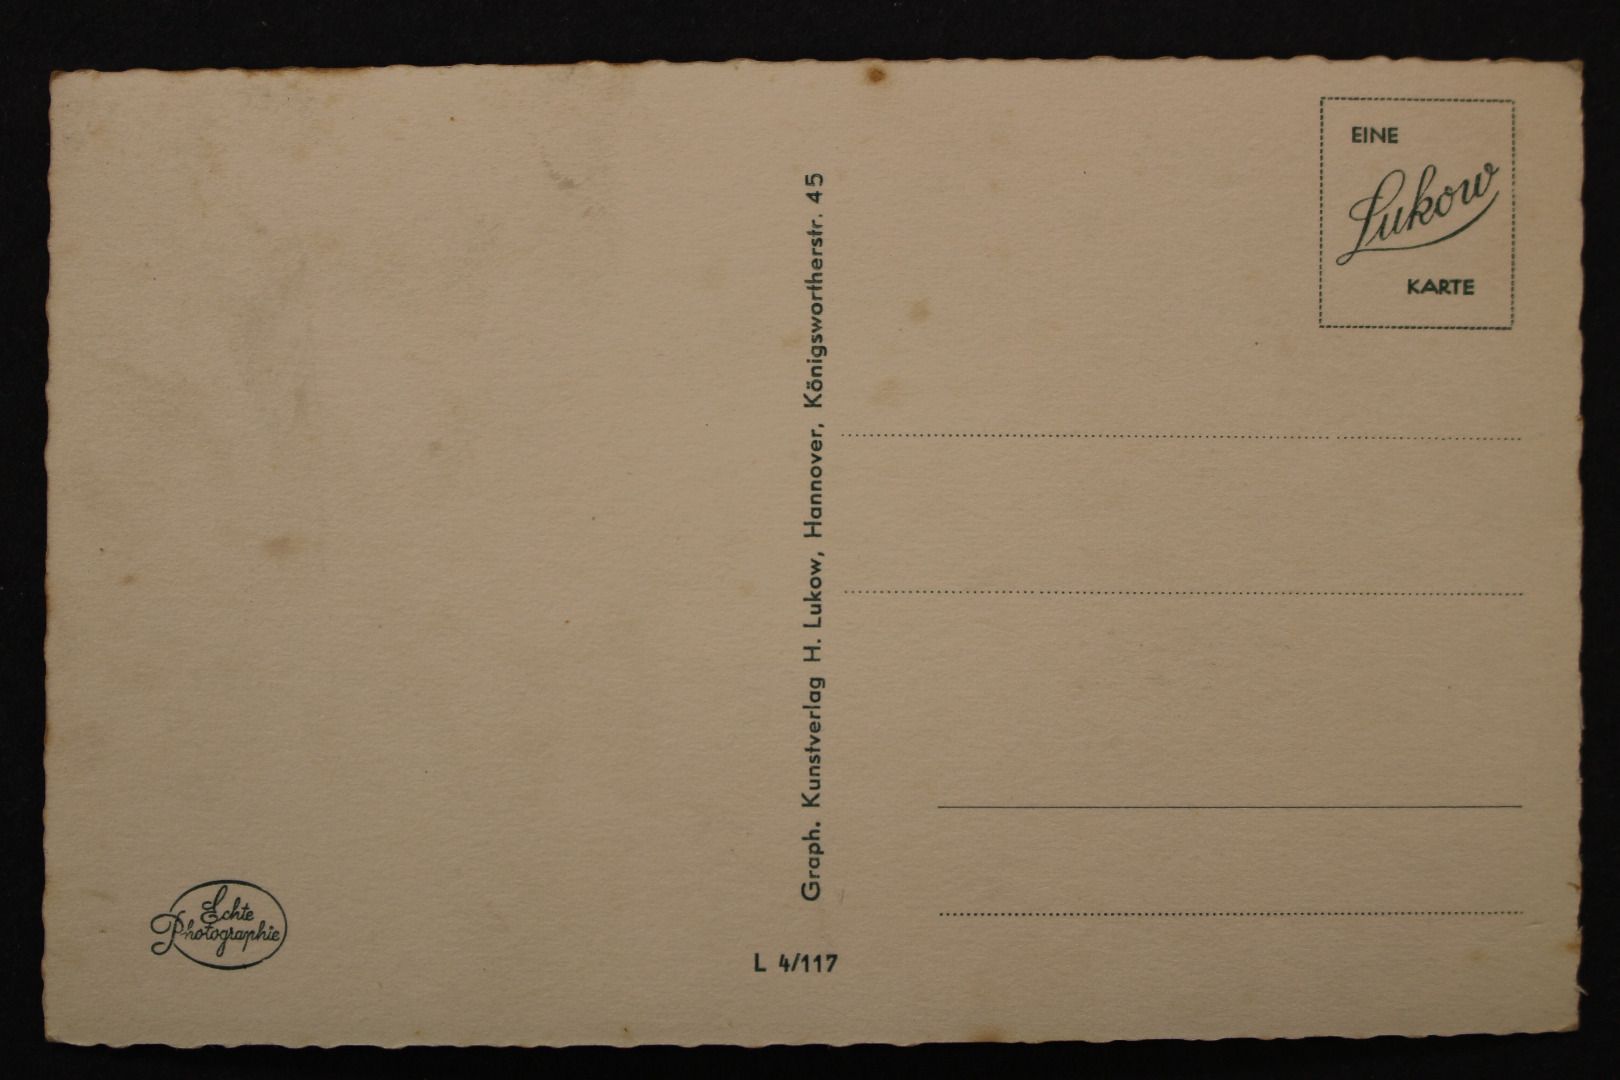 EINE
Lukow
KARTE
Graph. Kunstverlag H. Lukow, Hannover, Königswortherstr. 45
Echte
Photographie
L 4/117